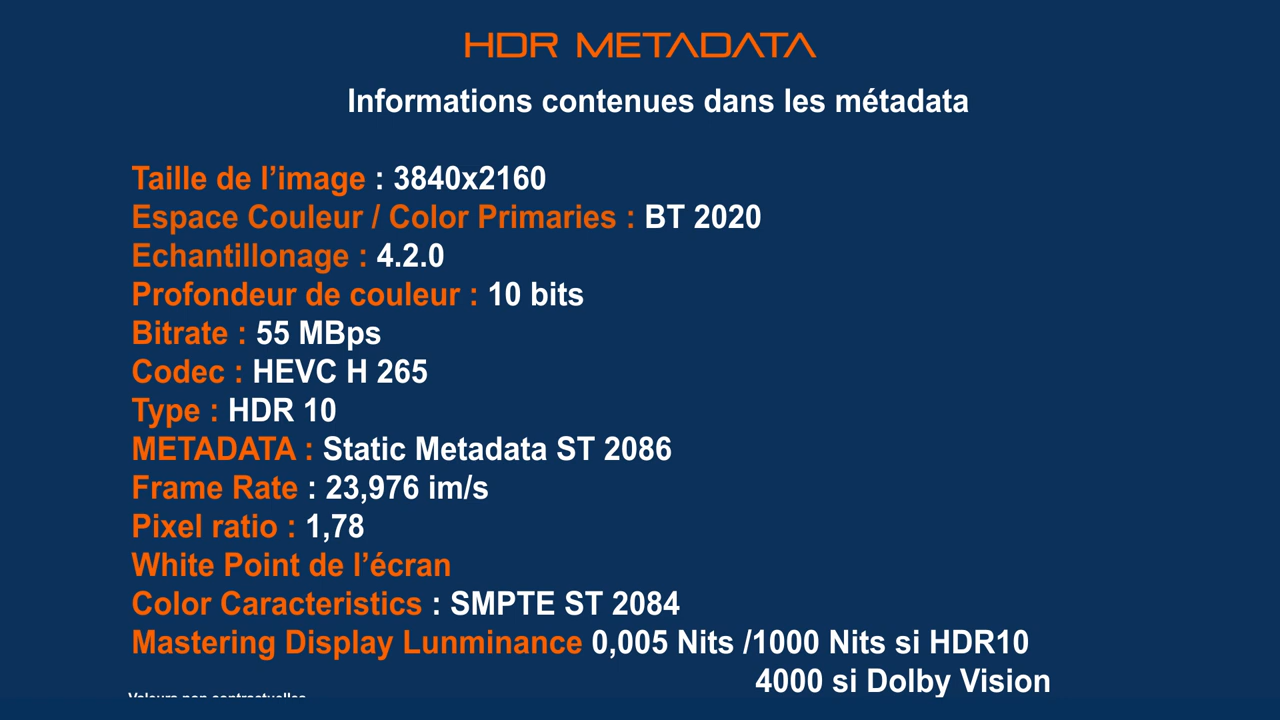 HDR METADATA
Informations contenues dans les métadata
Taille de l’image : 3840x2160
Espace Couleur / Color Primaries : BT 2020
Echantillonage : 4.2.0
Profondeur de couleur : 10 bits
Bitrate : 55 MBps
Codec : HEVC H 265
Type : HDR 10
METADATA : Static Metadata ST 2086
Frame Rate : 23,976 im/s
Pixel ratio : 1,78
White Point de l’écran
Color Caracteristics : SMPTE ST 2084
Mastering Display Lunminance 0,005 Nits /1000 Nits si HDR10
4000 si Dolby Vision
Valeurs non contractuelles